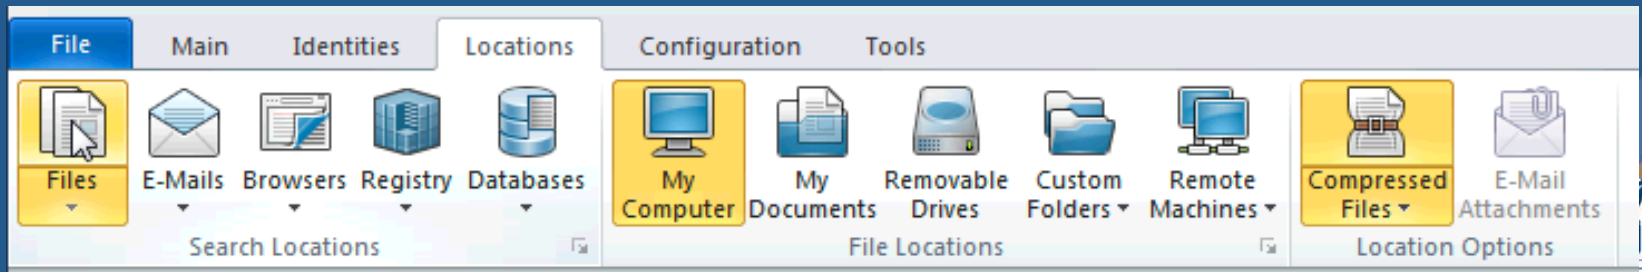 File Main Identities Locations Configuration Tools
Files E-Mails Browsers Registry Databases My Computer My Documents Removable Drives Custom Folders Remote Machines Compressed Files E-Mail Attachments
Search Locations File Locations Location Options